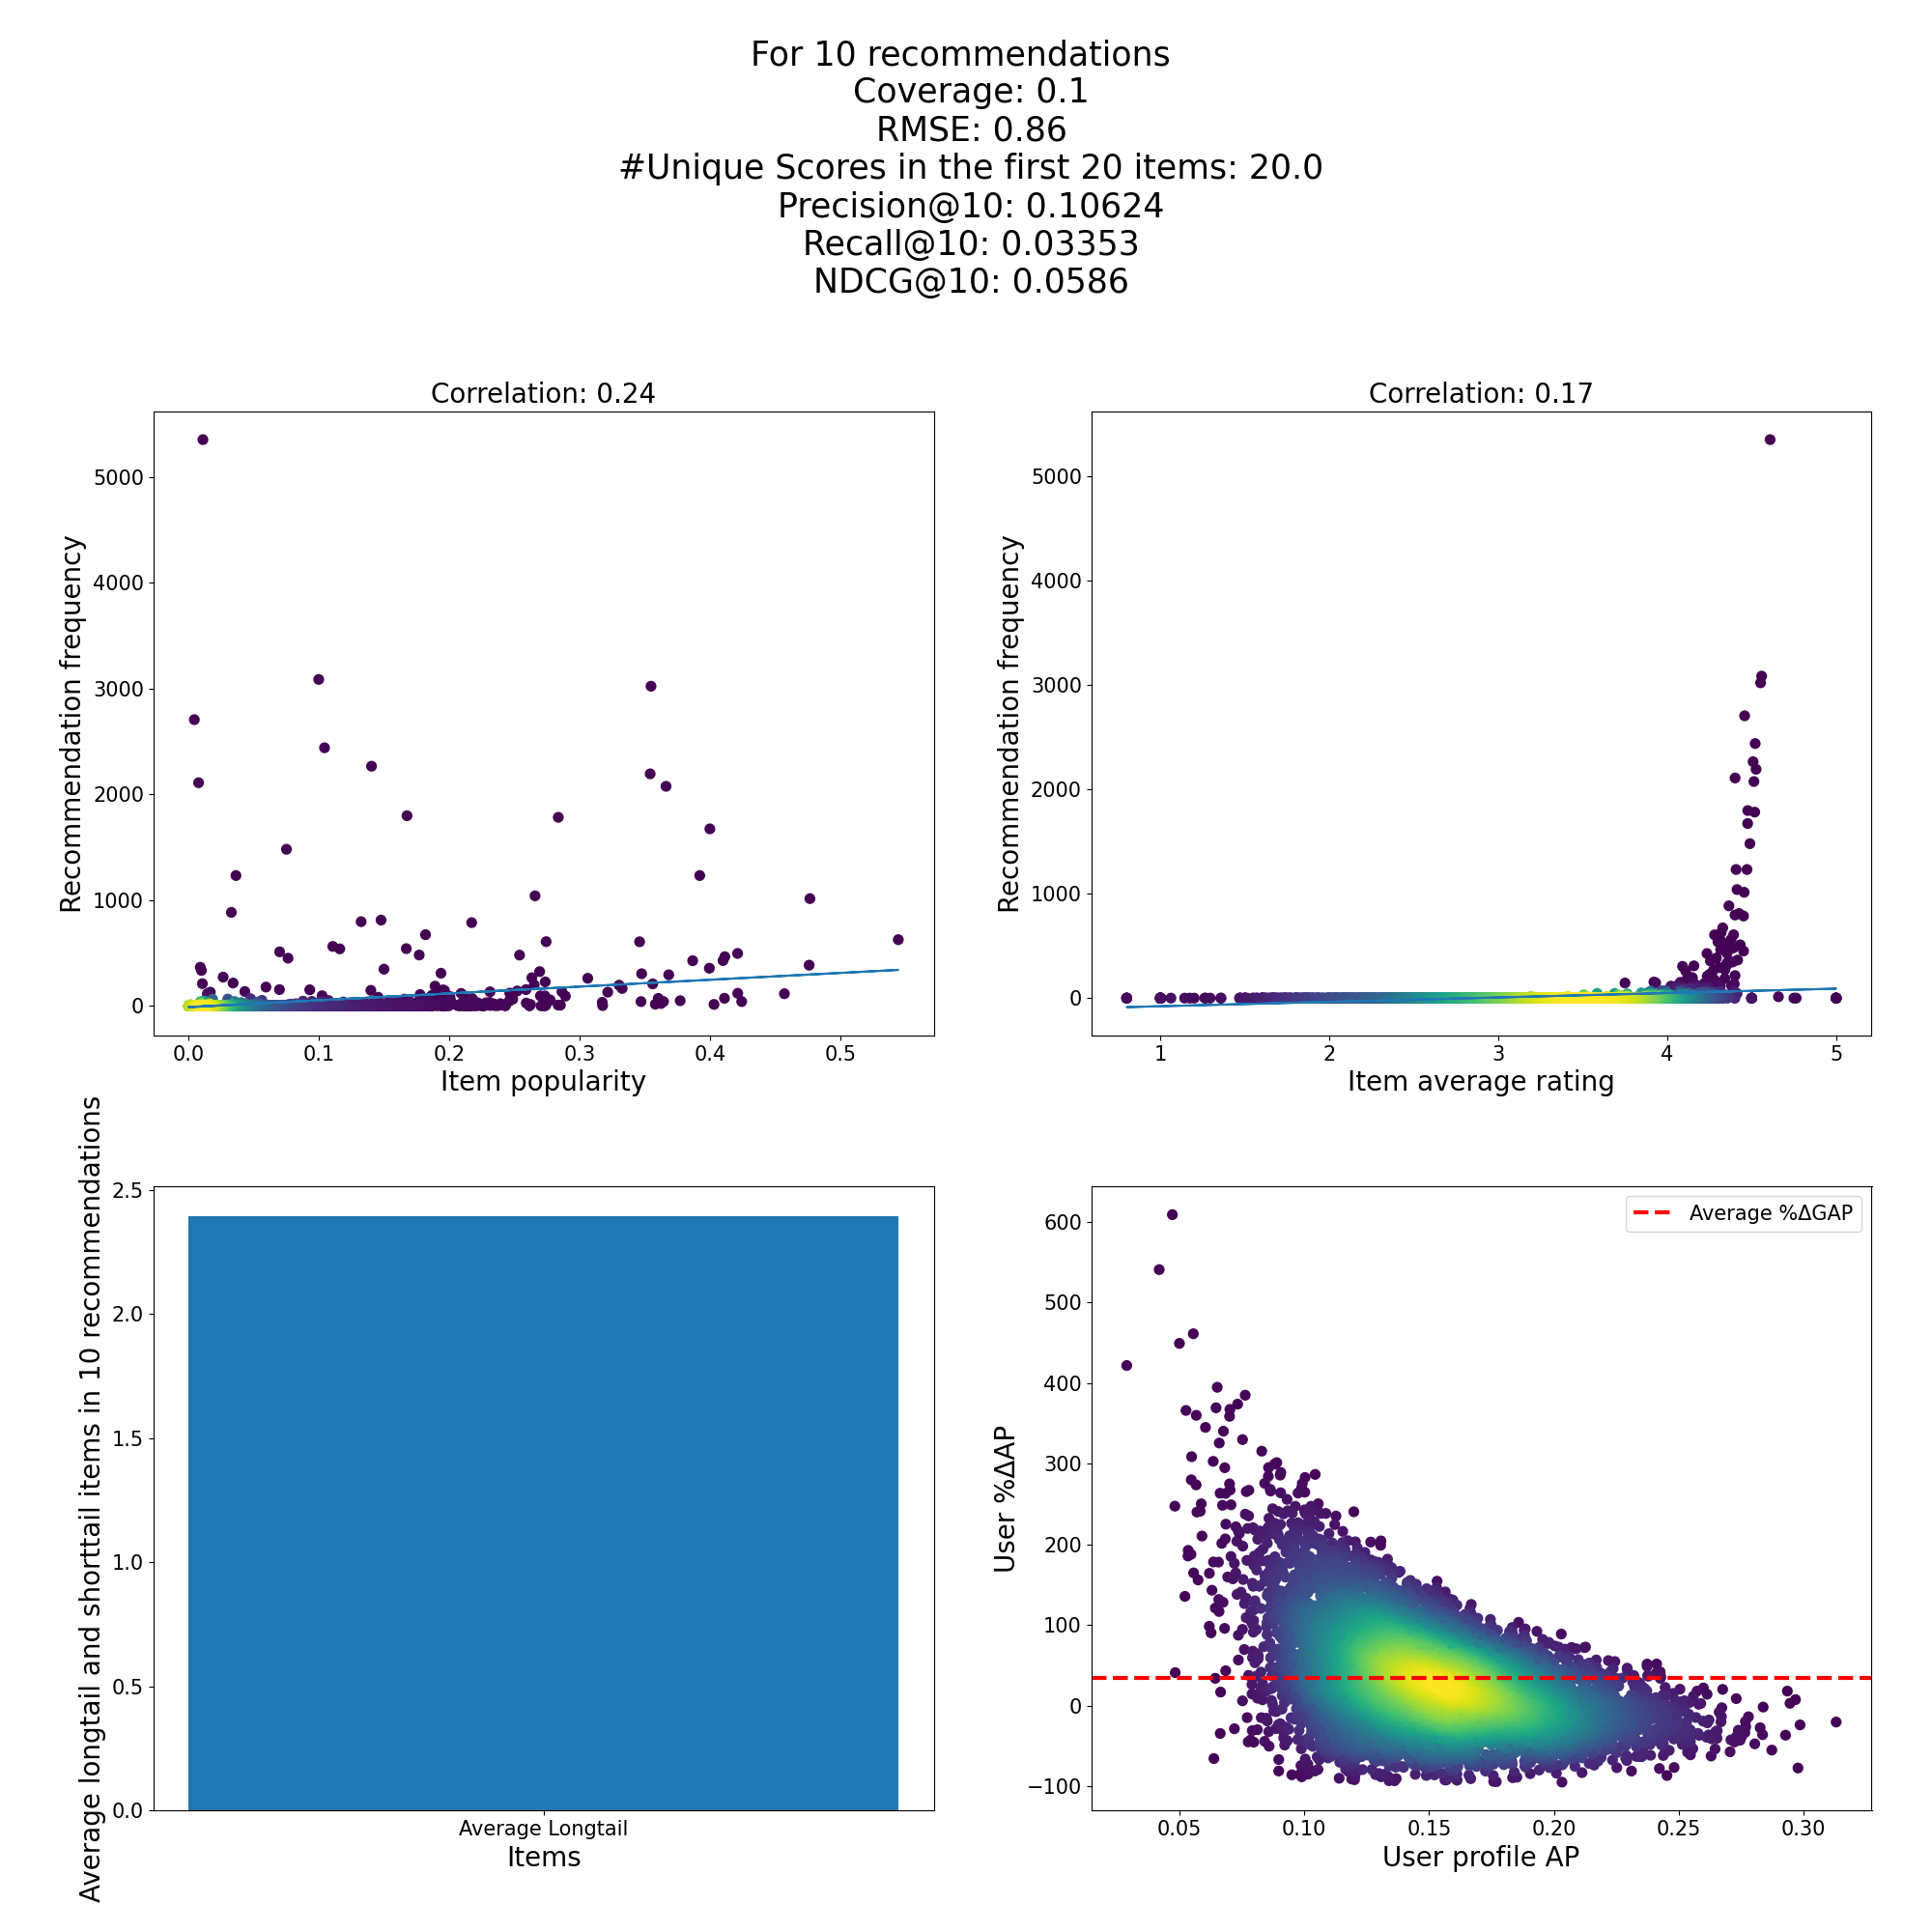 For 10 recommendations
Coverage: 0.1
RMSE: 0.86
#Unique Scores in the first 20 items: 20.0
Precision@10: 0.10624
Recall@10: 0.03353
NDCG@10: 0.0586
Correlation: 0.24
Recommendation frequency
5000
4000
3000
2000
1000
0
0.0 0.1 0.2 0.3 0.4 0.5
Item popularity
Correlation: 0.17
Recommendation frequency
5000
4000
3000
2000
1000
0
1 2 3 4 5
Item average rating
Average longtail and shorttail items in 10 recommendations
2.5
2.0
1.5
1.0
0.5
0.0
Average Longtail
Items
Average %ΔGAP
User %ΔAP
600
500
400
300
200
100
0
−100
0.05 0.10 0.15 0.20 0.25 0.30
User profile AP